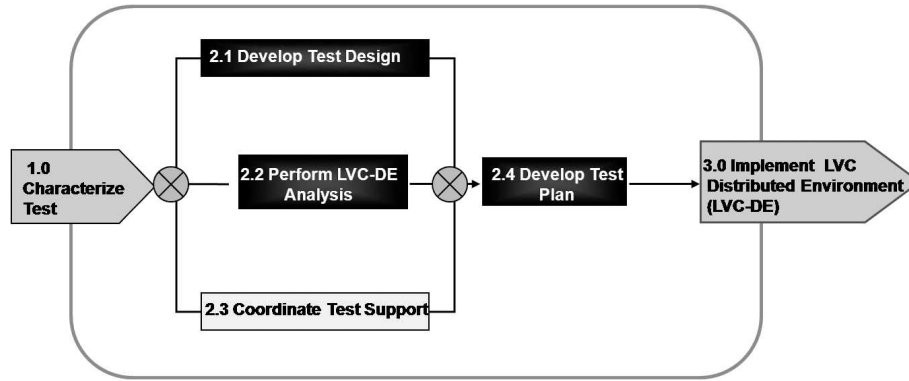 1.0
Characterize
Test
2.1 Develop Test Design
2.2 Perform LVC-DE
Analysis
2.3 Coordinate Test Support
2.4 Develop Test
Plan
3.0 Implement LVC
Distributed Environment
(LVC-DE)